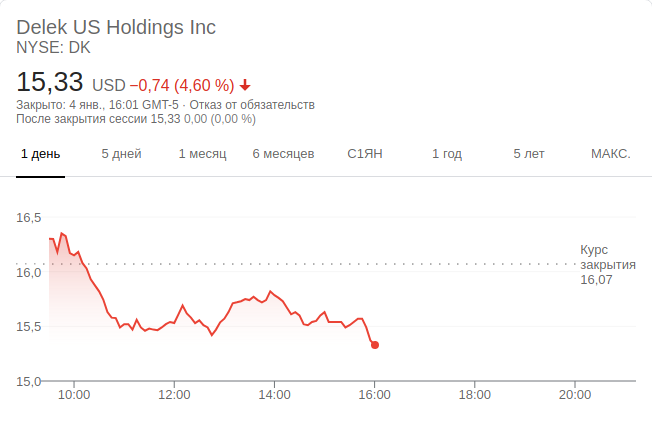 Delek US Holdings Inc
NYSE: DK
15,33 USD −0,74 (4,60 %)
Закрыто: 4 янв., 16:01 GMT-5 · Отказ от обязательств
После закрытия сессии 15,33 0,00 (0,00 %)
1 день 5 дней 1 месяц 6 месяцев С1ЯН 1 год 5 лет МАКС.
16,5
Курс
закрытия
16,07
16,0
15,5
15,0
10:00 12:00 14:00 16:00 18:00 20:00